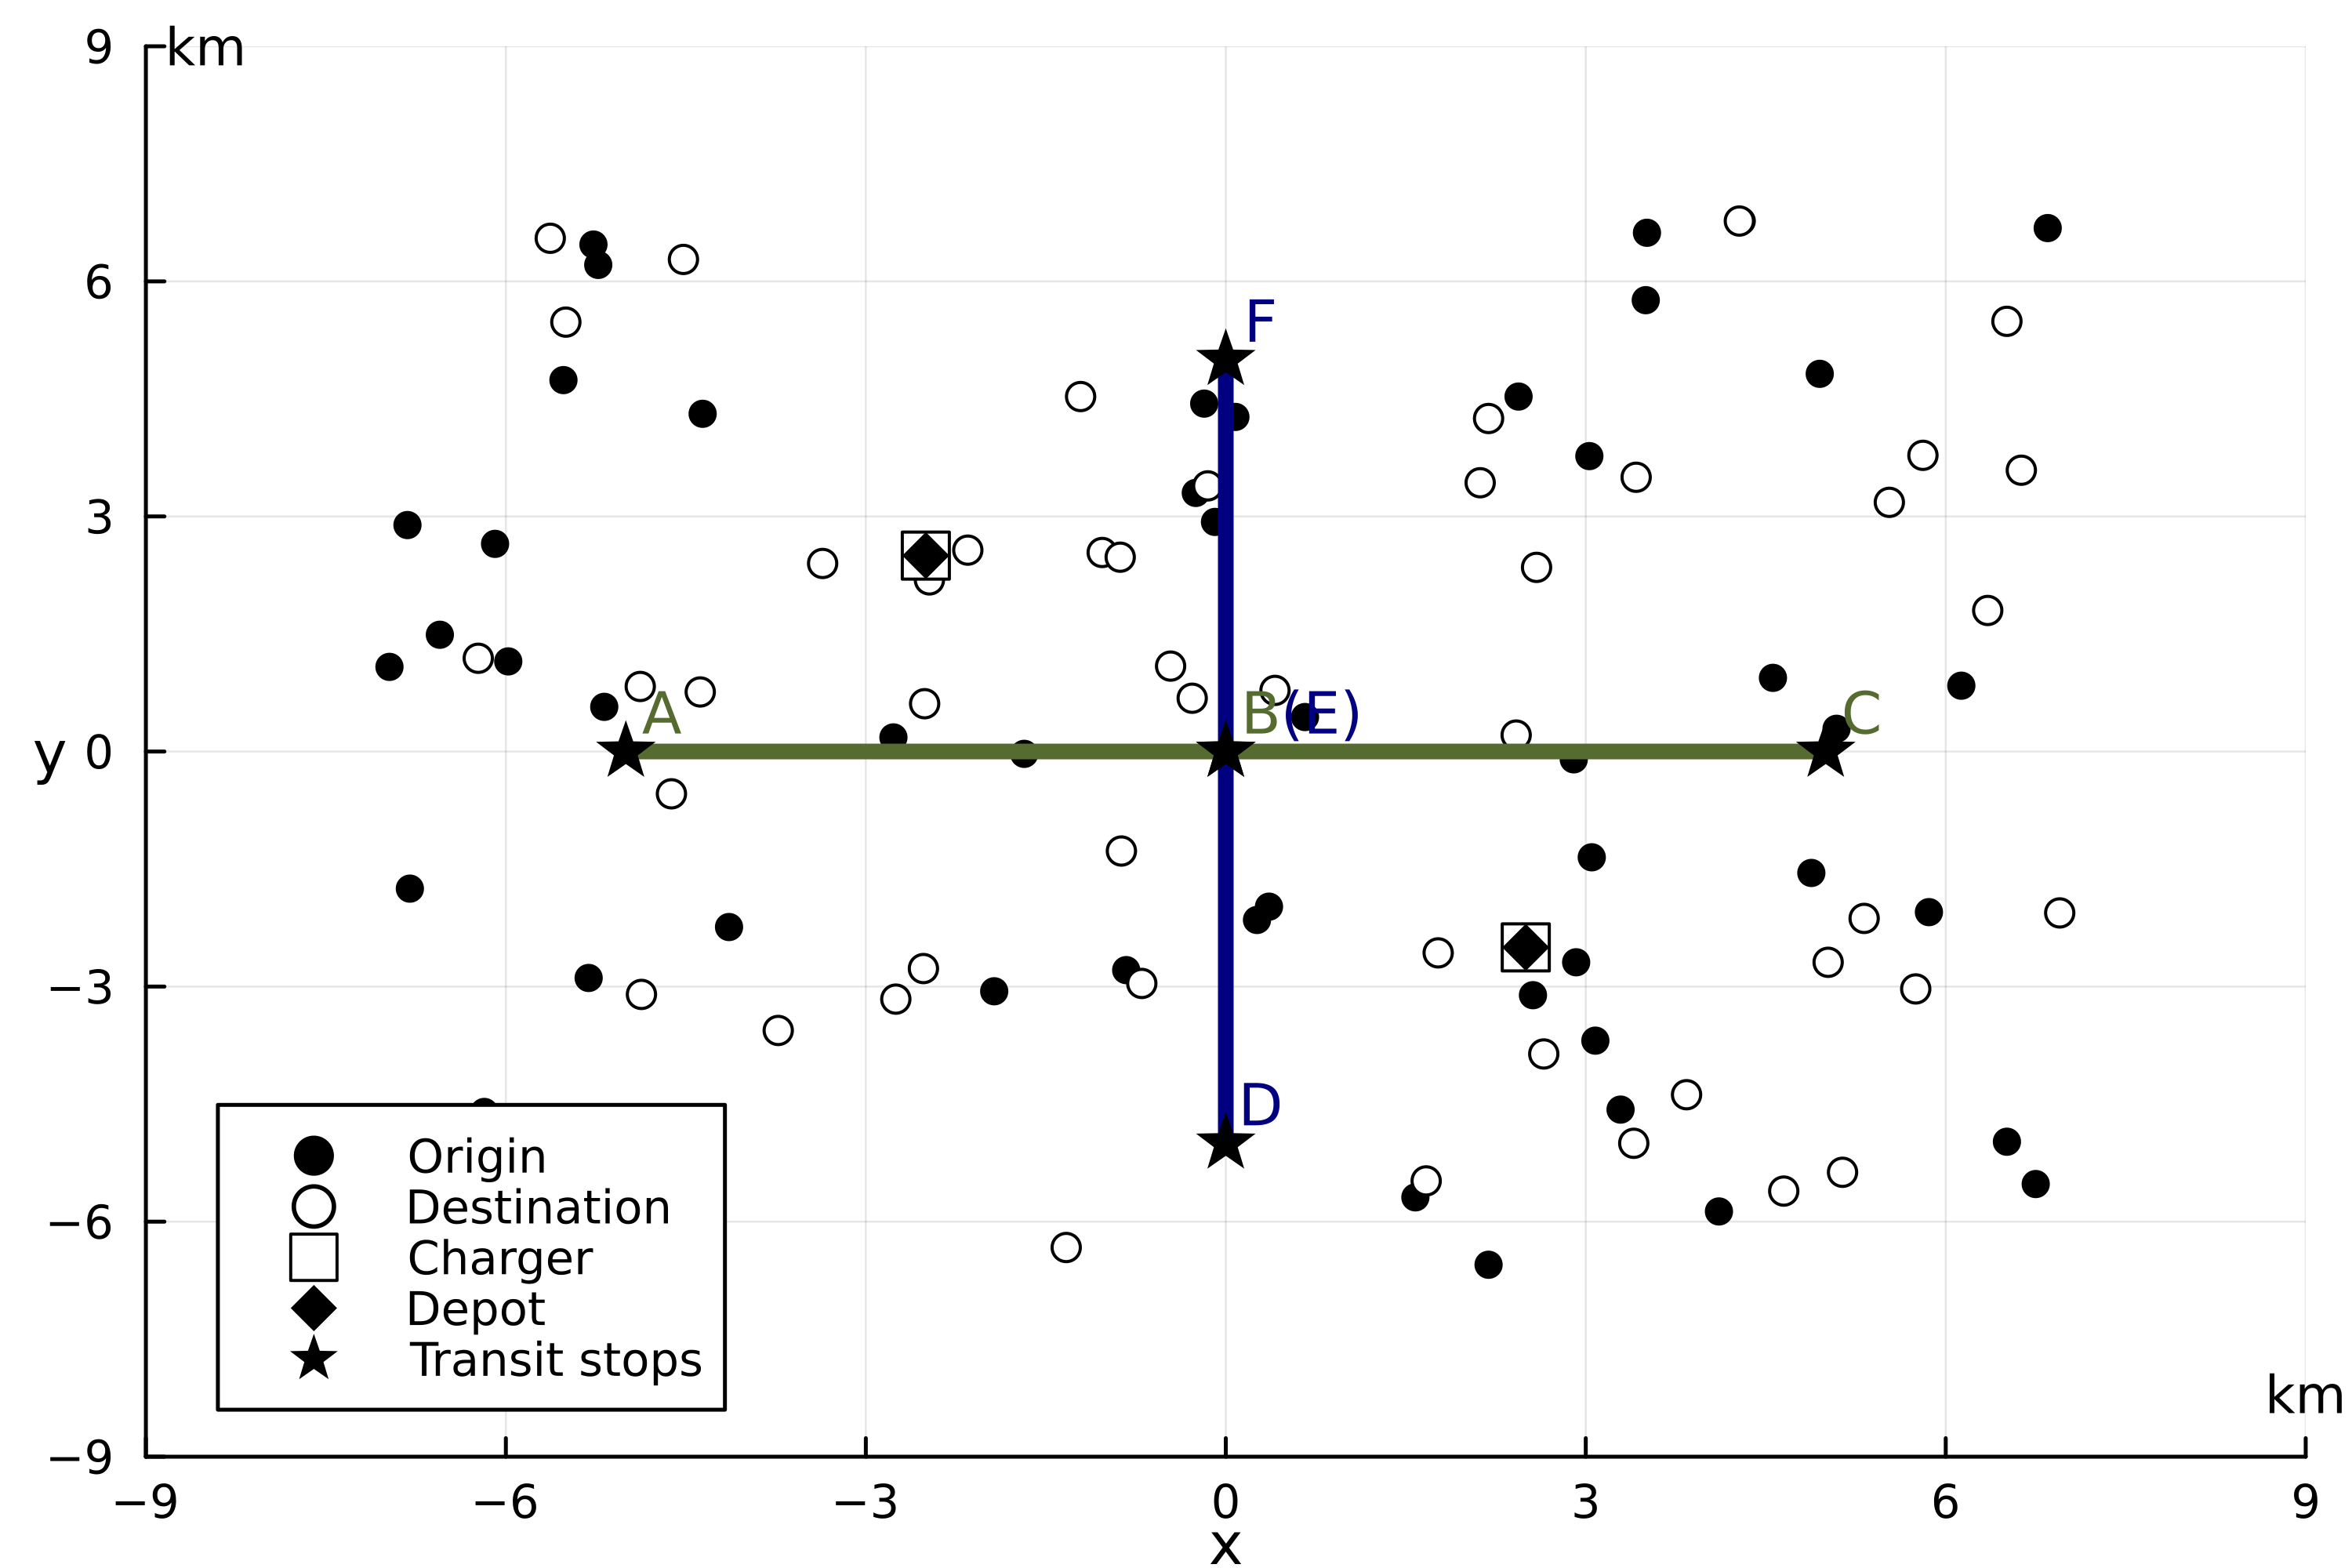 9 km
6
3
y 0
−3
−6
−9
F
A
B(E)
C
D
Origin
Destination
Charger
Depot
Transit stops
km
−9 −6 −3 0 3 6 9
x